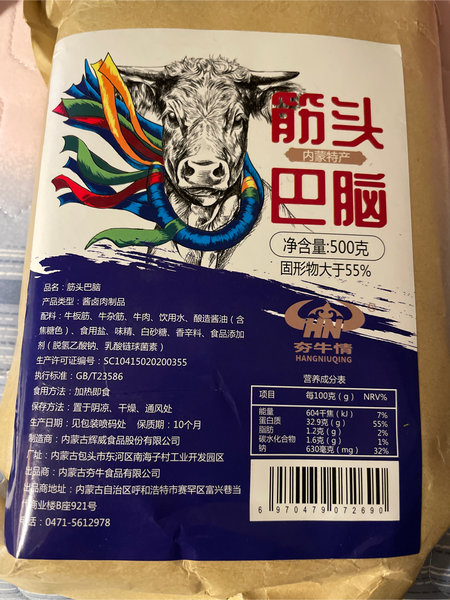 筋头
内蒙特产
巴脑
净含量:500克
固形物大于55%
HN
夯牛情
HANGNIUQING
品名：筋头巴脑
产品类型：酱卤肉制品
配料：牛板筋、牛杂筋、牛肉、饮用水、酿造酱油（含
焦糖色）、食用盐、味精、白砂糖、香辛料、食品添加
剂（脱氢乙酸钠、乳酸链球菌素）
生产许可证编号：SC10415020200355
执行标准：GB/T23586
食用方法：加热即食
保存方法：置于阴凉、干燥、通风处
生产日期：见包装喷码处 保质期：10个月
制造商：内蒙古辉威食品股份有限公司
厂址：内蒙古包头市东河区南海子村工业开发园区
出品商：内蒙古夯牛食品有限公司
出品商地址：内蒙古自治区呼和浩特市赛罕区富兴巷当
商业楼B座921号
电话：0471-5612978
营养成分表
项目 每100克（g） NRV%
能量 604千焦（kJ） 7%
蛋白质 32.9克（g） 55%
脂肪 1.2克（g） 2%
碳水化合物 1.6克（g） 1%
钠 630毫克（mg） 32%
6970479072690